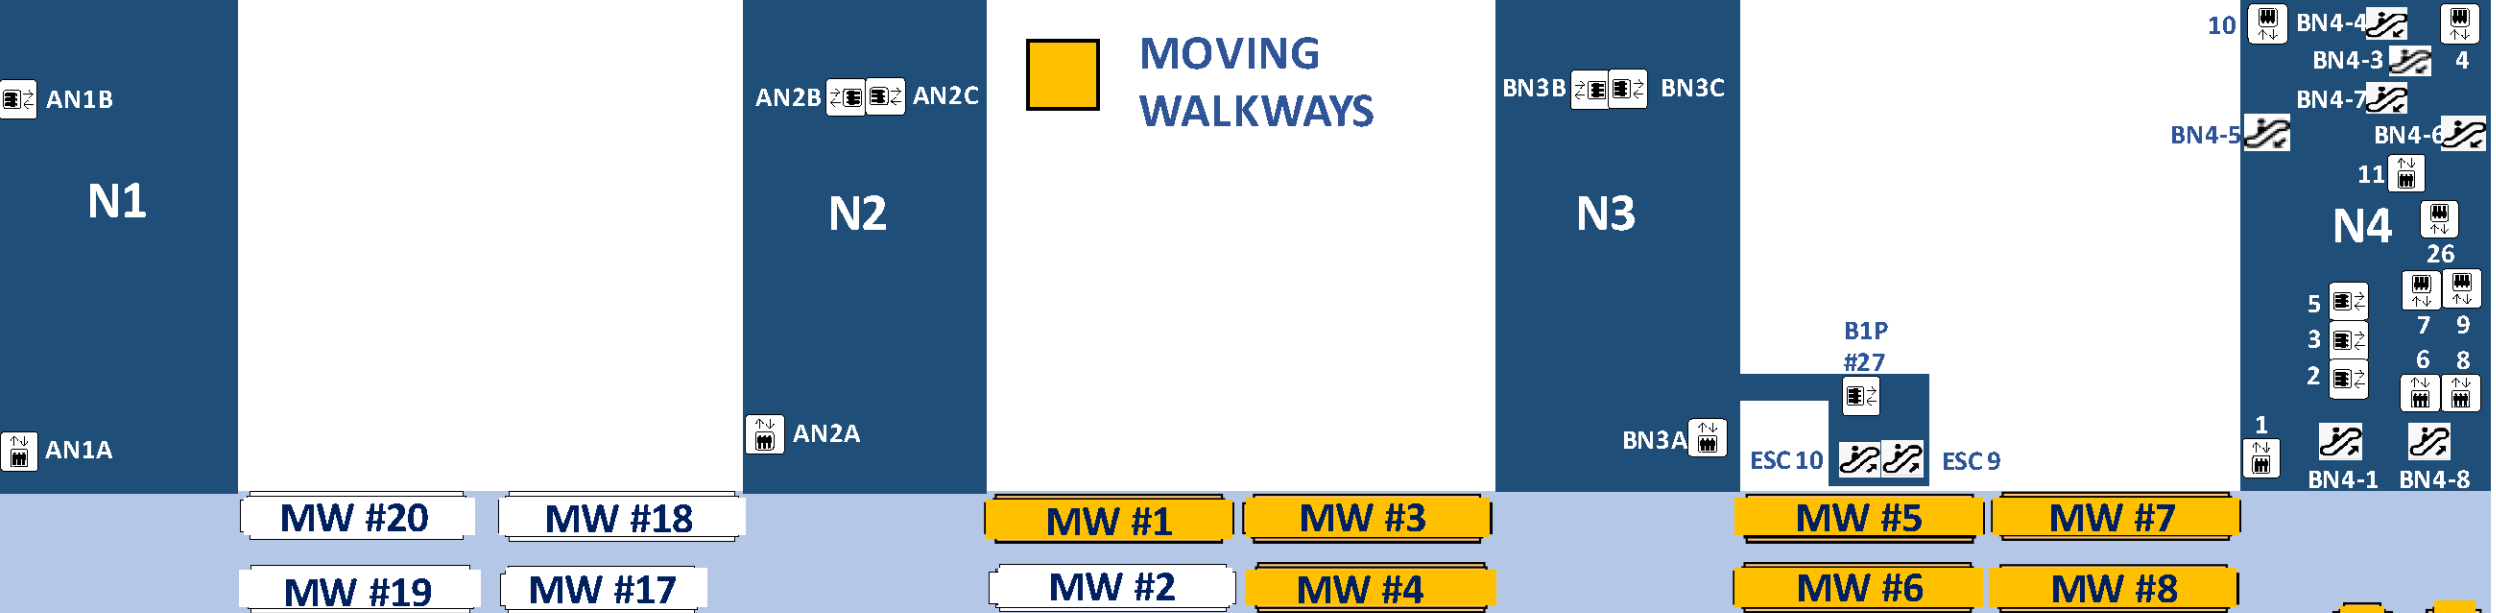 AN1B
N1
AN1A
AN2B
AN2C
N2
AN2A
MOVING
WALKWAYS
BN3B
BN3C
N3
BN3A
B1P
#27
ESC 10
ESC 9
10
BN4-4
4
BN4-3
BN4-7
BN4-5
BN4-6
11
N4
26
5
3
2
7
9
6
8
1
BN4-1
BN4-8
MW #20
MW #18
MW #1
MW #3
MW #5
MW #7
MW #19
MW #17
MW #2
MW #4
MW #6
MW #8